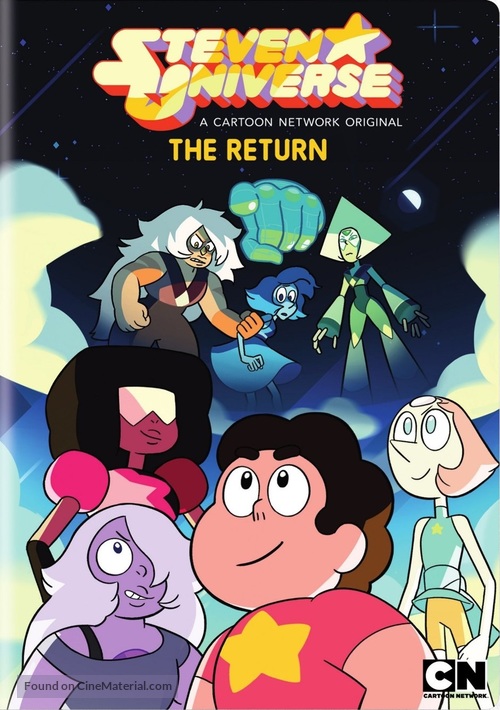 STEVEN
UNIVERSE
A CARTOON NETWORK ORIGINAL
THE RETURN
CN
CARTOON NETWORK
Found on CineMaterial.com